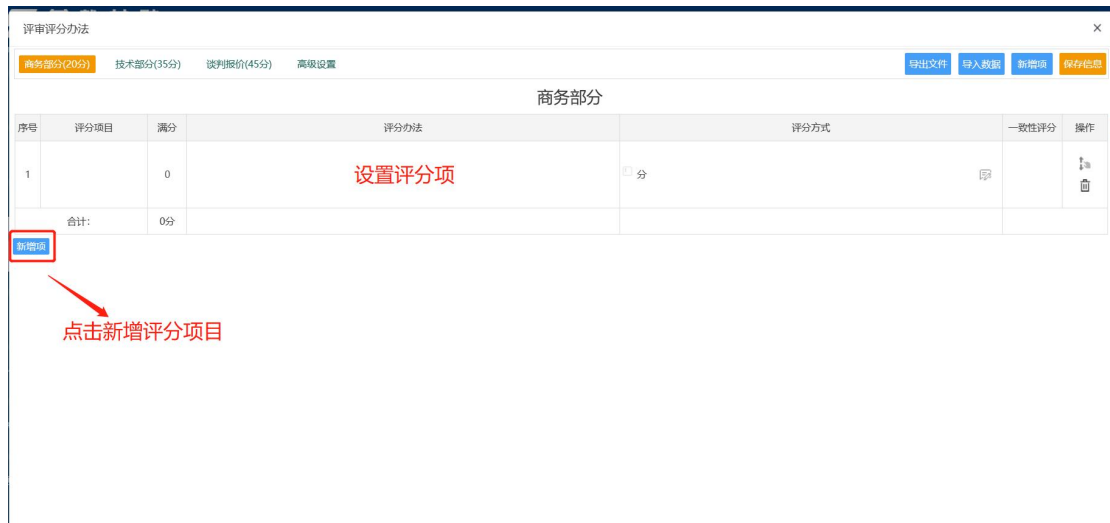 评审评分办法 ×
商务部分(20分) 技术部分(35分) 谈判报价(45分) 高级设置 导出文件 导入数据 新增项 保存信息
商务部分
序号 评分项目 满分 评分办法 评分方式 一致性评分 操作
1 0 设置评分项 分
合计: 0分
新增项
点击新增评分项目